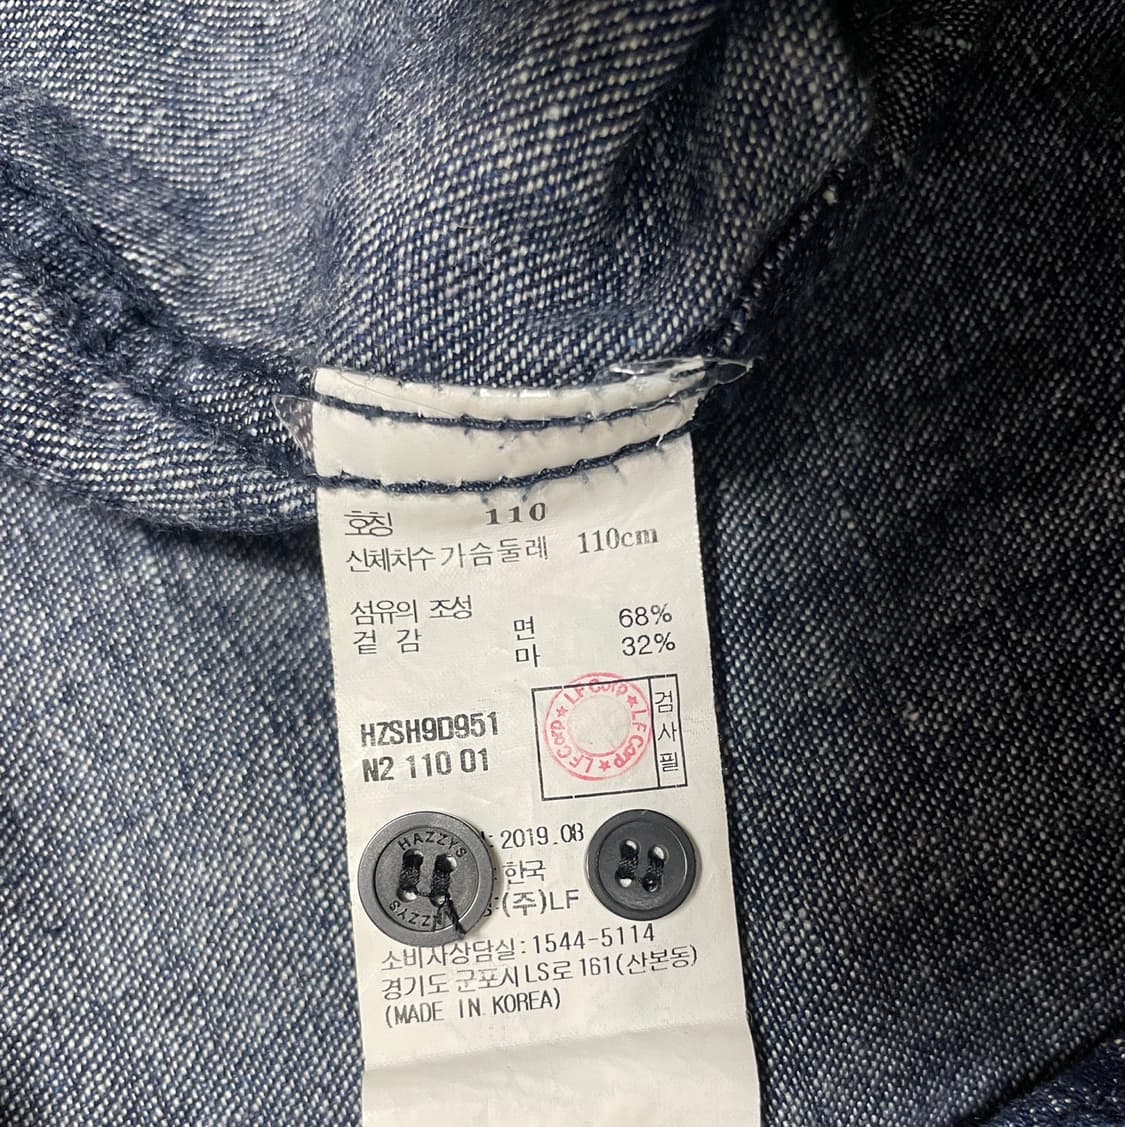 호칭 110
신체치수 가슴둘레 110cm
섬유의 조성
겉감 면 68%
마 32%
HZSH9D951
N2 110 01
LF Corp★LF Corp★LF Corp★
검사필
HAZZYS
HAZZYS
: 2019.08
한국
(주)LF
소비자상담실:1544-5114
경기도 군포시 LS로 161(산본동)
(MADE IN KOREA)